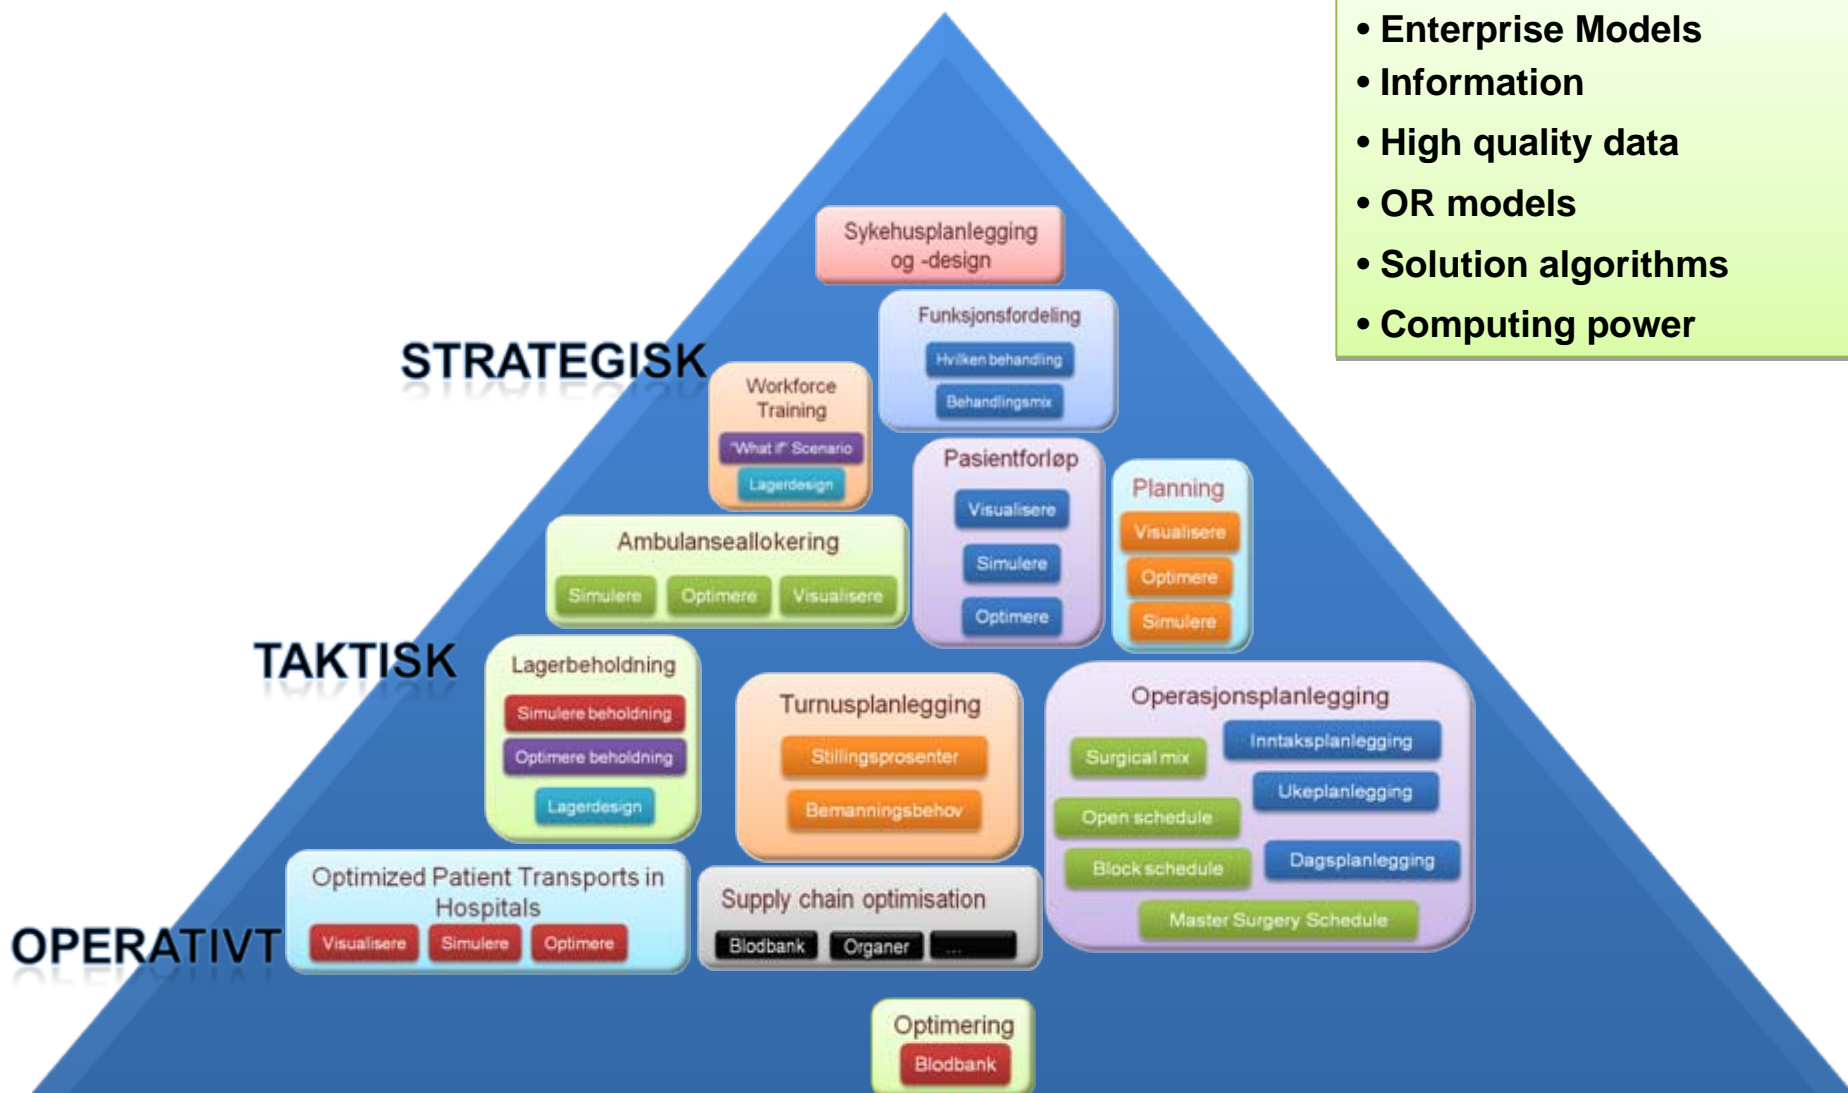 • Enterprise Models
• Information
• High quality data
• OR models
• Solution algorithms
• Computing power
Sykehusplanlegging
og -design
Funksjonsfordeling
Hvilken behandling
Behandlingsmix
STRATEGISK
Workforce
Training
"What if" Scenario
Lagerdesign
Pasientforløp
Visualisere
Simulere
Optimere
Planning
Visualisere
Optimere
Simulere
Ambulanseallokering
Simulere
Optimere
Visualisere
TAKTISK
Lagerbeholdning
Simulere beholdning
Optimere beholdning
Lagerdesign
Turnusplanlegging
Stillingsprosenter
Bemanningsbehov
Operasjonsplanlegging
Surgical mix
Inntaksplanlegging
Ukeplanlegging
Open schedule
Block schedule
Dagsplanlegging
Master Surgery Schedule
OPERATIVT
Optimized Patient Transports in
Hospitals
Visualisere
Simulere
Optimere
Supply chain optimisation
Blodbank
Organer
...
Optimering
Blodbank